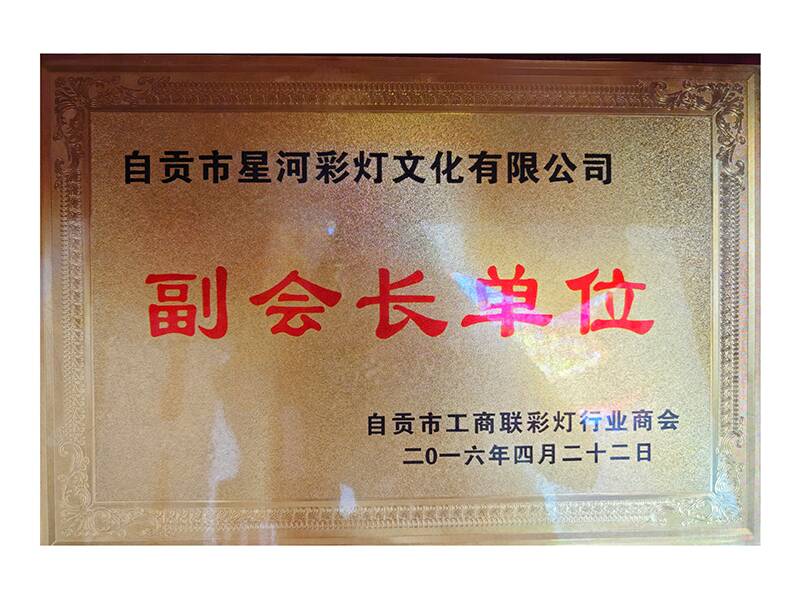 自贡市星河彩灯文化有限公司
副会长单位
自贡市工商联彩灯行业商会
二0一六年四月二十二日